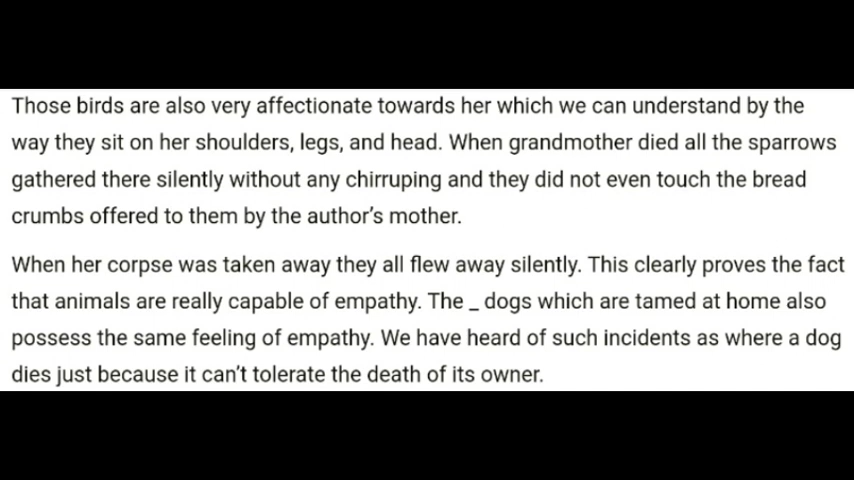 Those birds are also very affectionate towards her which we can understand by the
way they sit on her shoulders, legs, and head. When grandmother died all the sparrows
gathered there silently without any chirruping and they did not even touch the bread
crumbs offered to them by the author's mother.
When her corpse was taken away they all flew away silently. This clearly proves the fact
that animals are really capable of empathy. The _ dogs which are tamed at home also
possess the same feeling of empathy. We have heard of such incidents as where a dog
dies just because it can't tolerate the death of its owner.